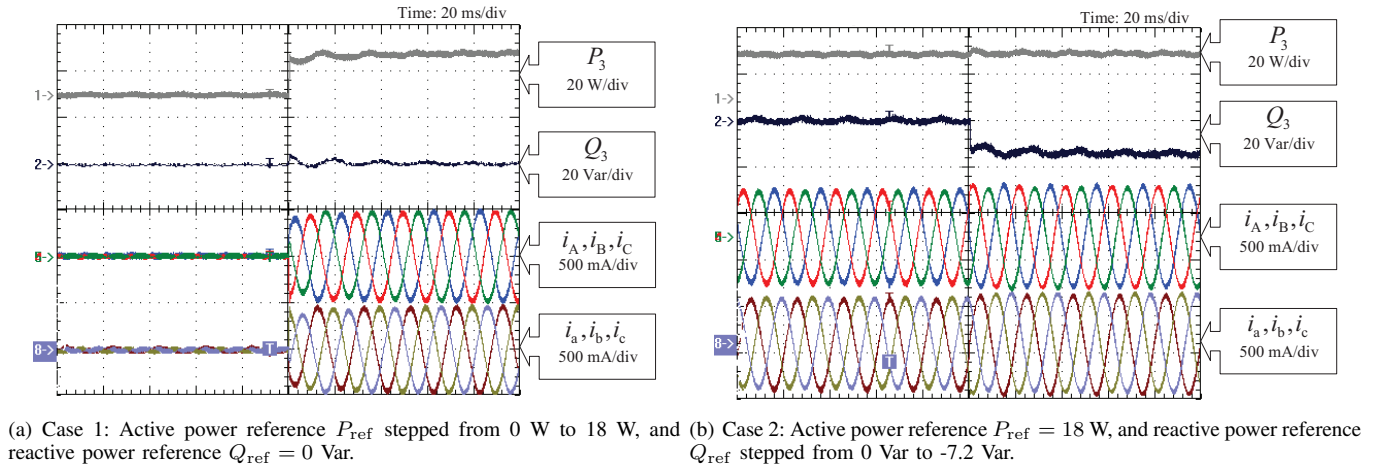 Time: 20 ms/div
P3
20 W/div
1->
Q3
20 Var/div
2->
T
iA,iB,iC
500 mA/div
ia,ib,ic
500 mA/div
8->
T
(a) Case 1: Active power reference Pref stepped from 0 W to 18 W, and
reactive power reference Qref = 0 Var.
Time: 20 ms/div
P3
20 W/div
1->
2->
Q3
20 Var/div
iA,iB,iC
500 mA/div
ia,ib,ic
500 mA/div
8->
T
(b) Case 2: Active power reference Pref = 18 W, and reactive power reference
Qref stepped from 0 Var to -7.2 Var.